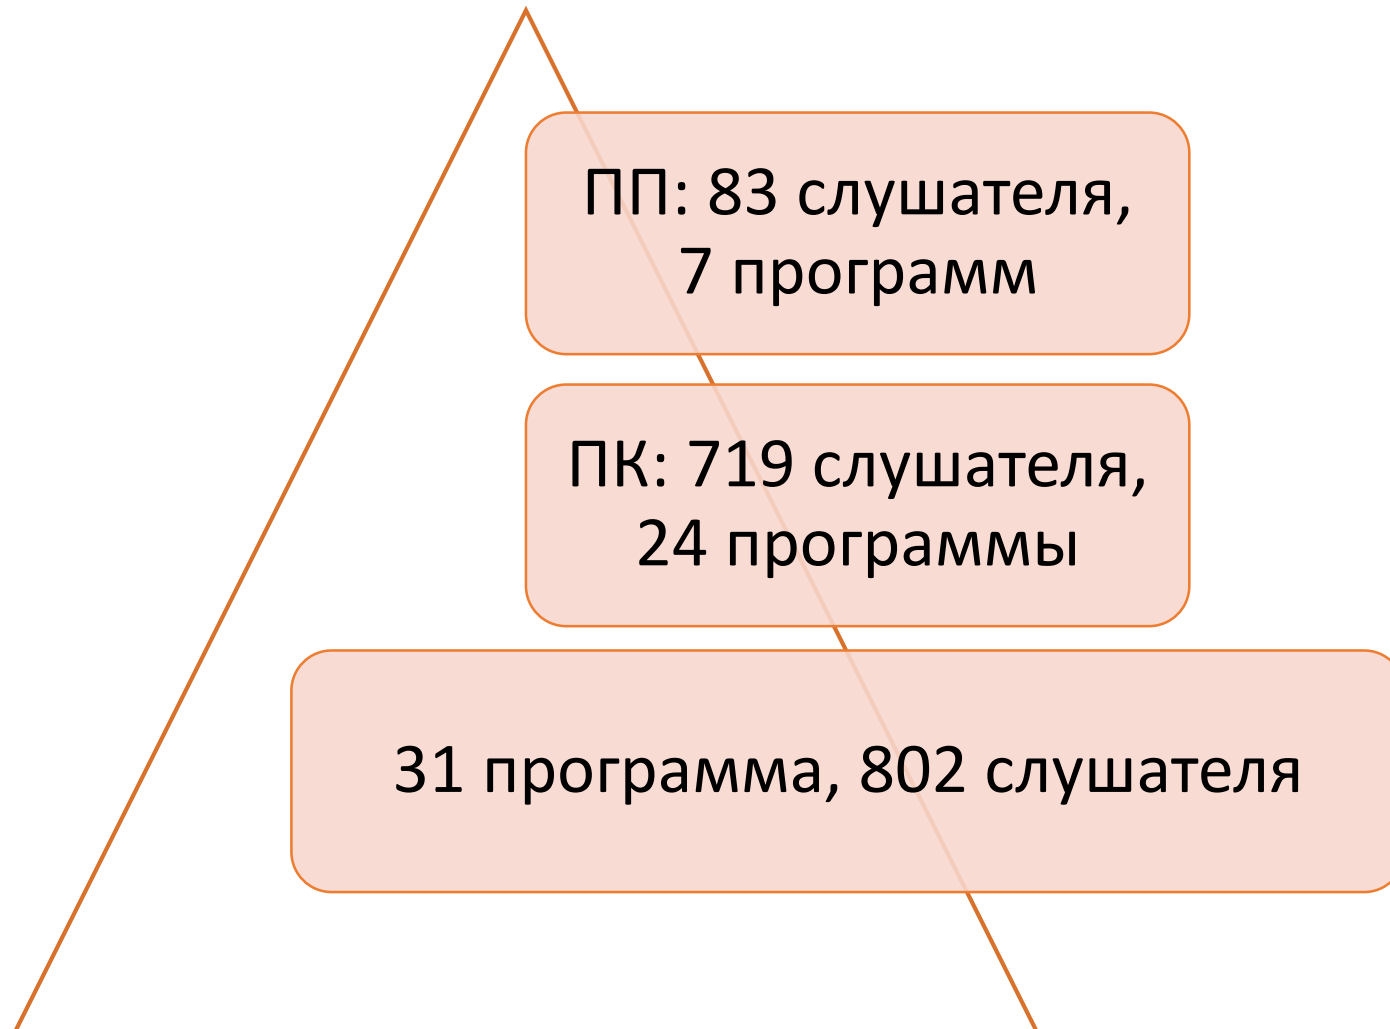 ПП: 83 слушателя,
7 программ
ПК: 719 слушателя,
24 программы
31 программа, 802 слушателя